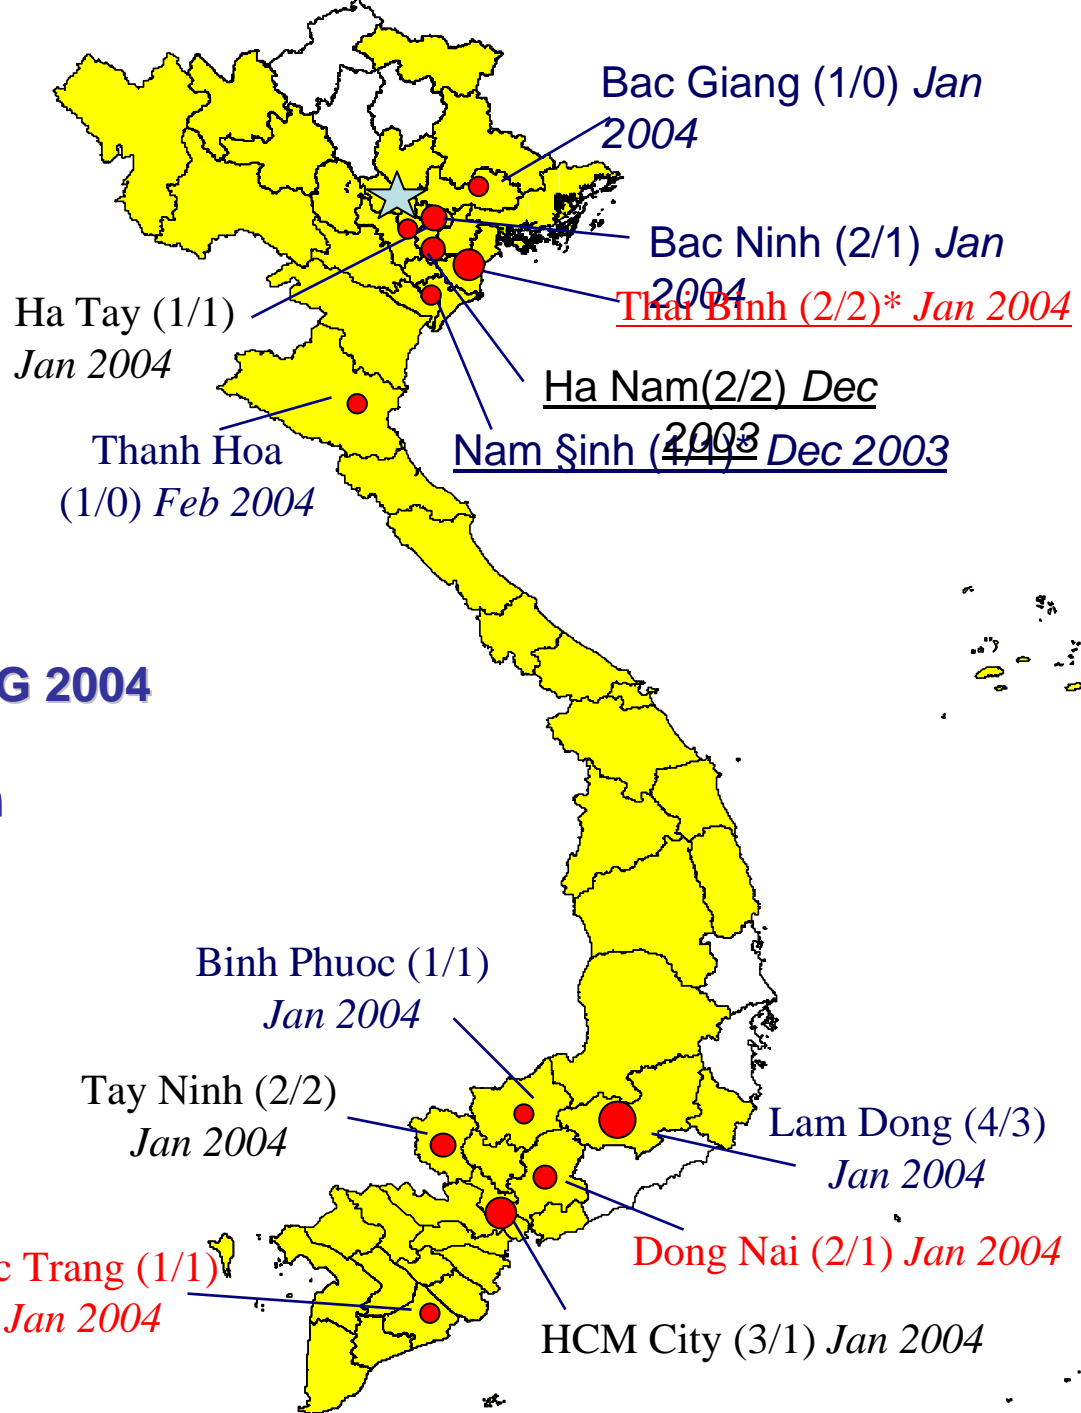 Bac Giang (1/0) Jan
2004
Bac Ninh (2/1) Jan
2004
Thai Binh (2/2)* Jan 2004
Ha Tay (1/1)
Jan 2004
Ha Nam(2/2) Dec
2003
Nam §inh (1/1)* Dec 2003
Thanh Hoa
(1/0) Feb 2004
G 2004
Binh Phuoc (1/1)
Jan 2004
Tay Ninh (2/2)
Jan 2004
Lam Dong (4/3)
Jan 2004
Dong Nai (2/1) Jan 2004
c Trang (1/1)
Jan 2004
HCM City (3/1) Jan 2004